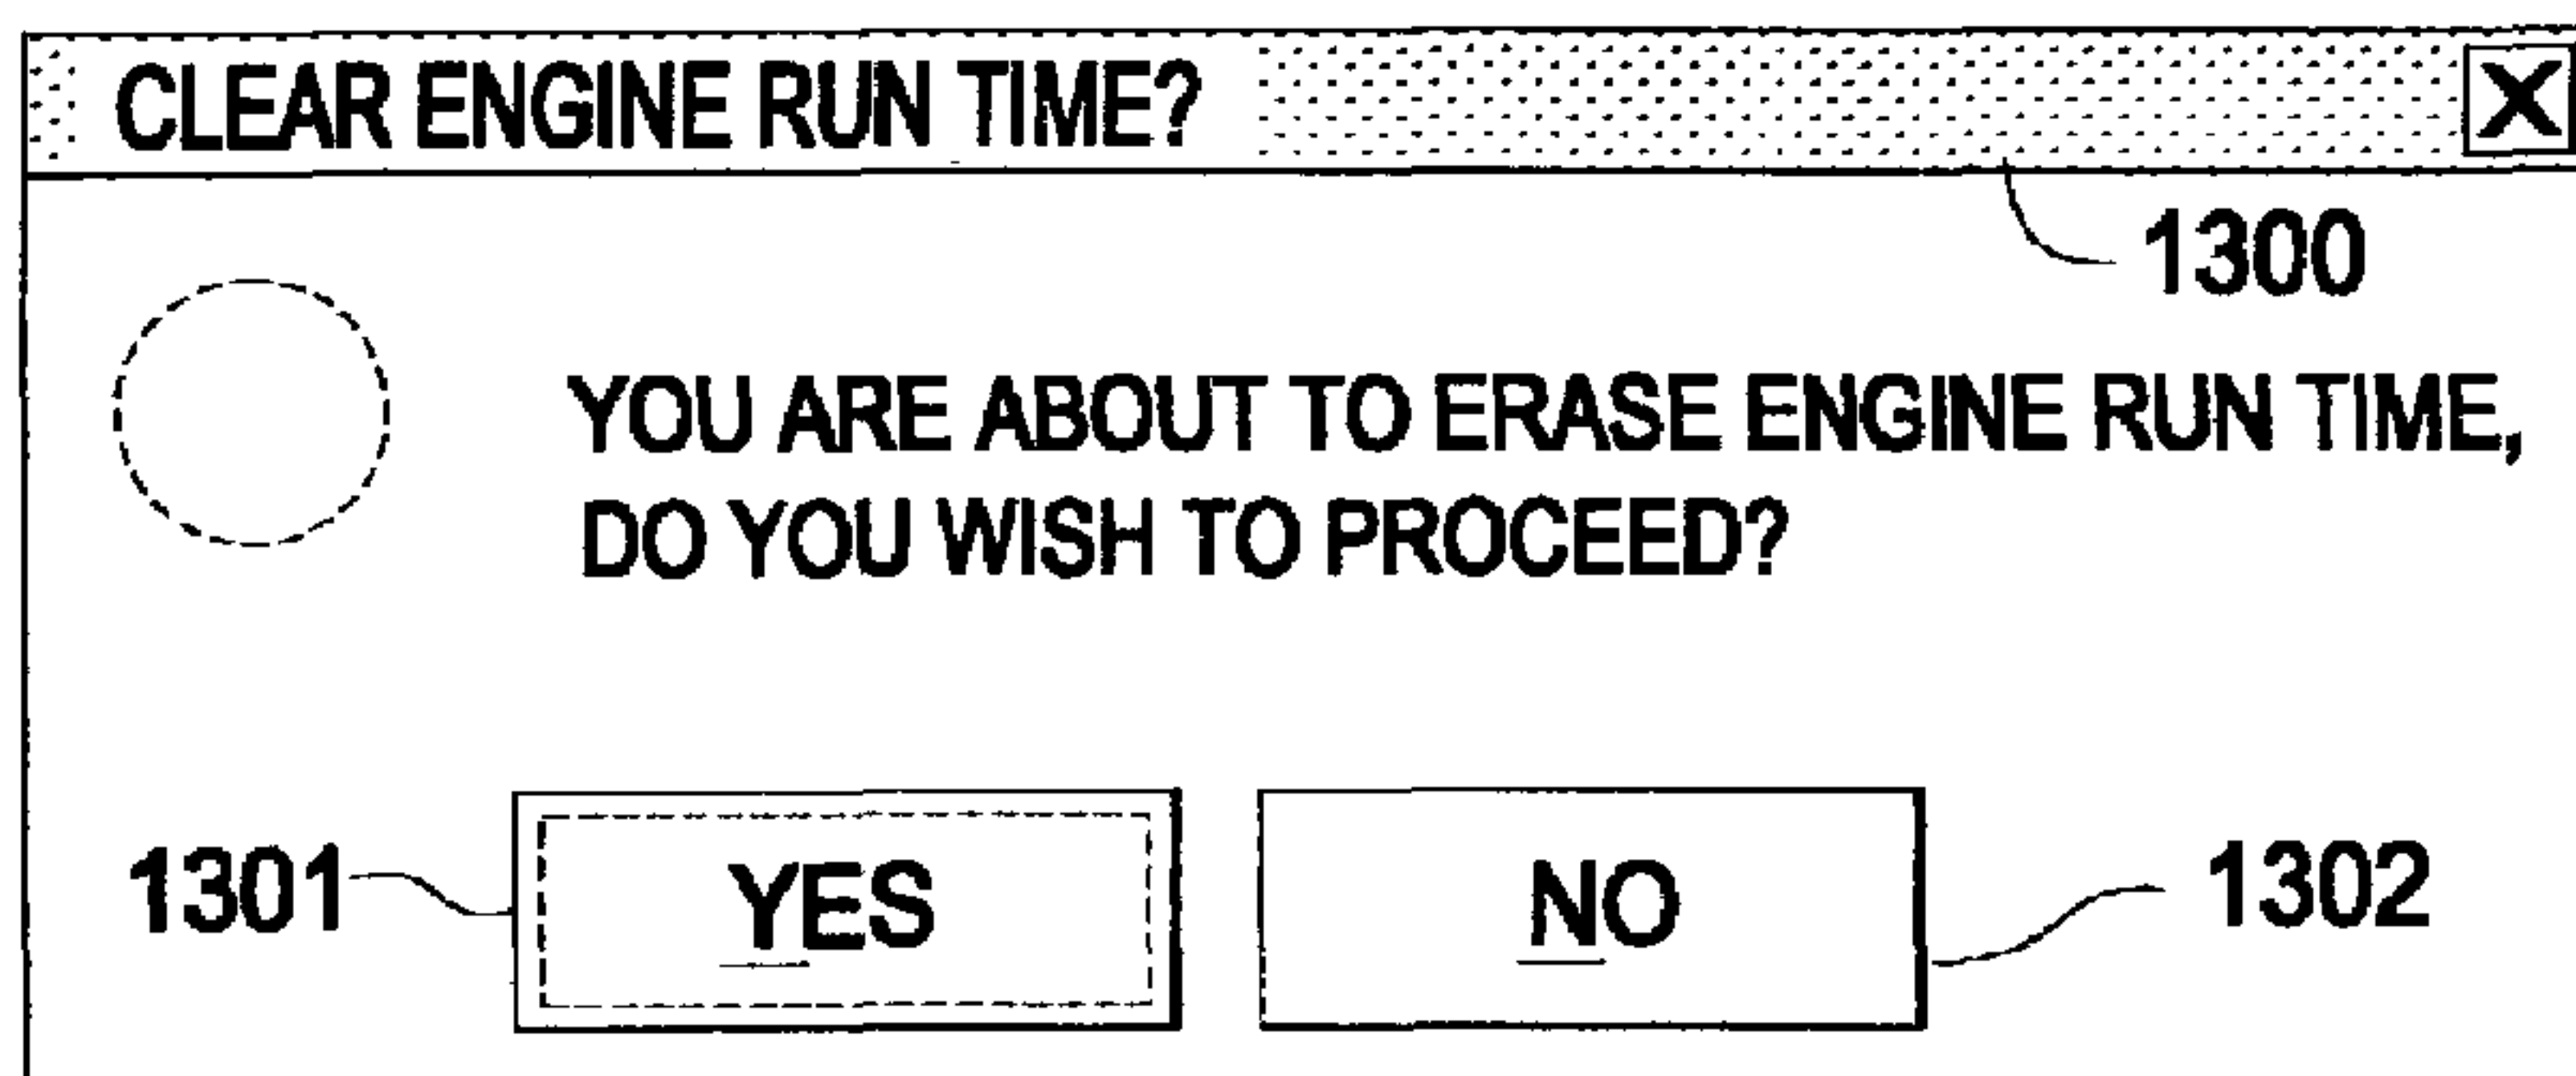 CLEAR ENGINE RUN TIME? X
1300
YOU ARE ABOUT TO ERASE ENGINE RUN TIME,
DO YOU WISH TO PROCEED?
1301 YES NO 1302